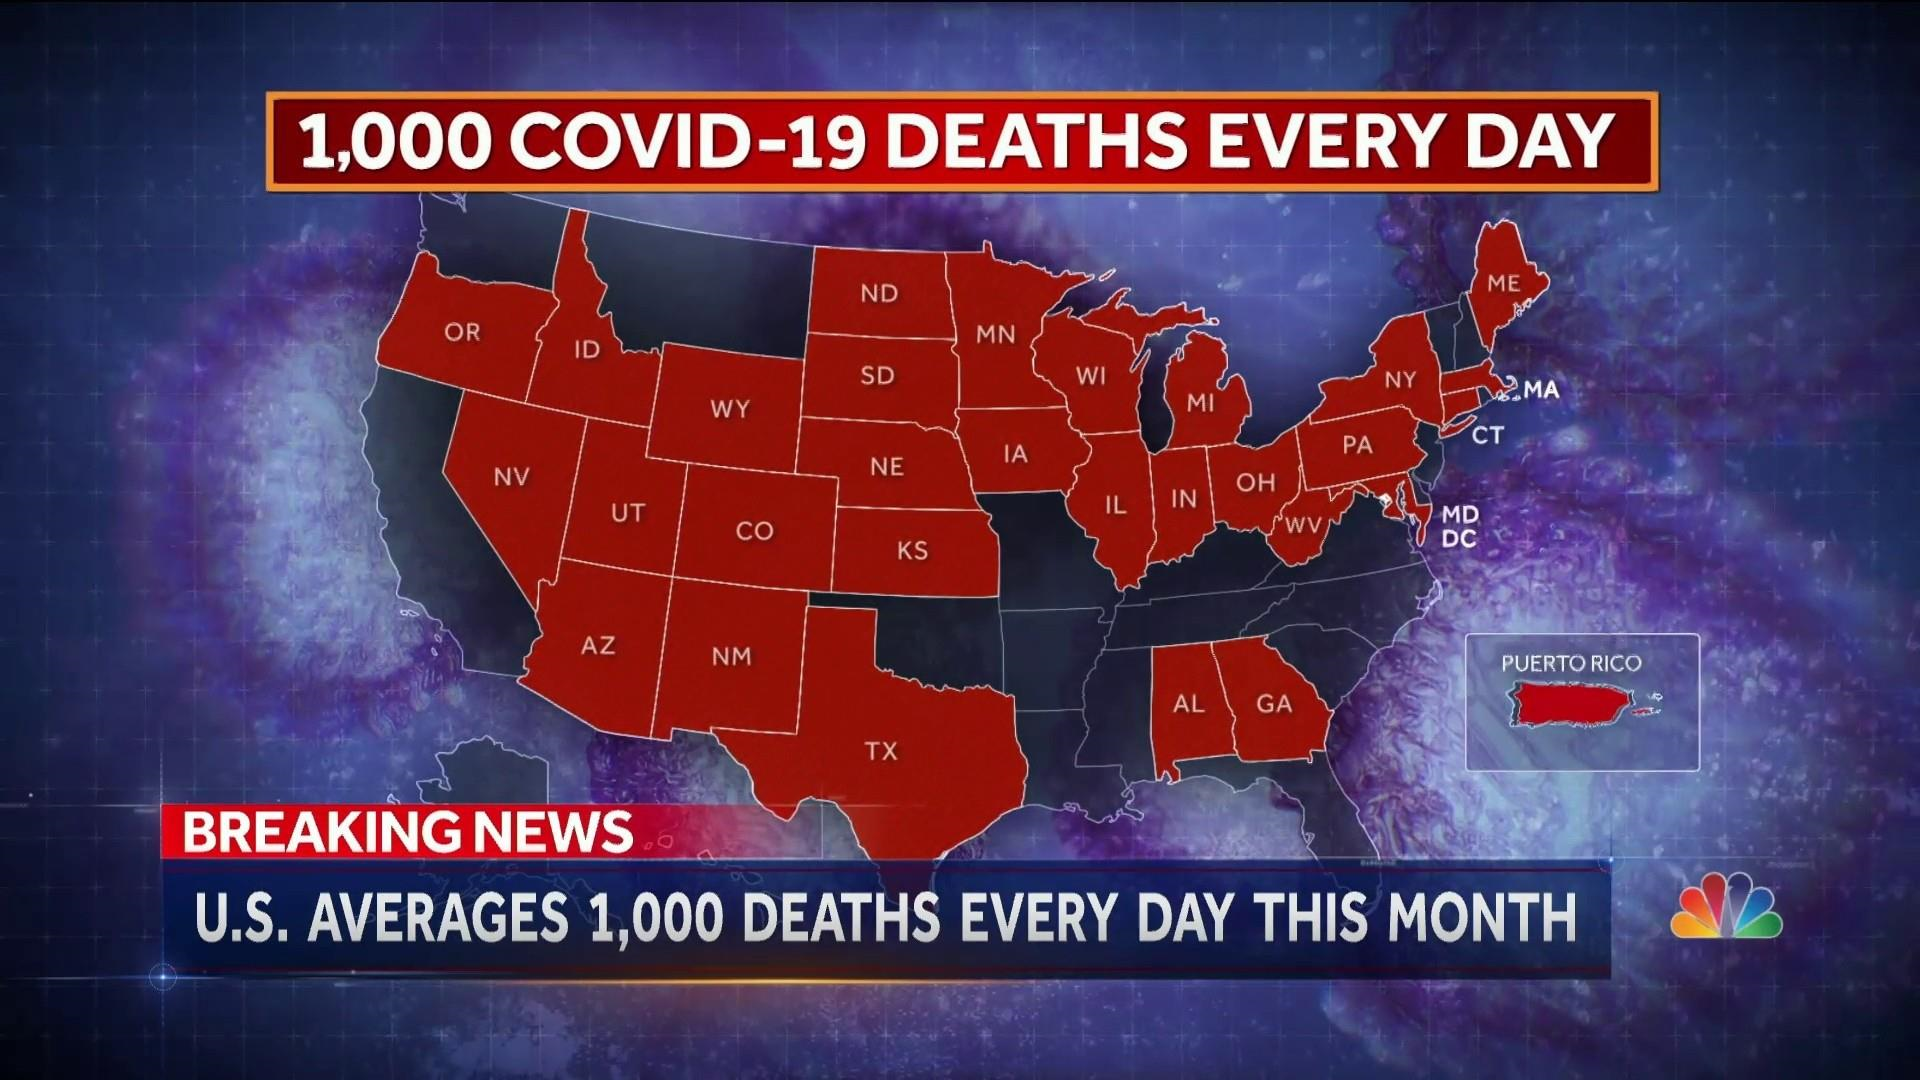 1,000 COVID-19 DEATHS EVERY DAY
ME
ND
OR
MN
ID
SD
WI
NY
MA
WY
MI
CT
PA
NE
IA
NV
OH
IL
IN
UT
MD
CO
WV
DC
KS
AZ
NM
PUERTO RICO
AL
GA
TX
BREAKING NEWS
U.S. AVERAGES 1,000 DEATHS EVERY DAY THIS MONTH